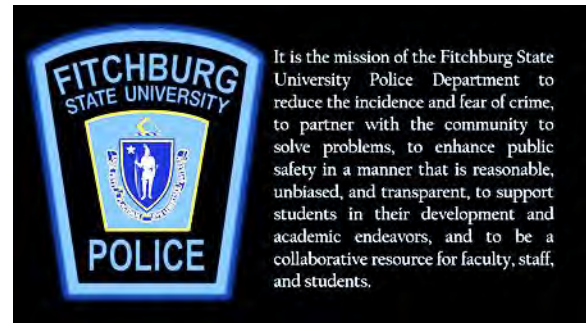 FITCHBURG
STATE UNIVERSITY
POLICE
It is the mission of the Fitchburg State
University Police Department to
reduce the incidence and fear of crime,
to partner with the community to
solve problems, to enhance public
safety in a manner that is reasonable,
unbiased, and transparent, to support
students in their development and
academic endeavors, and to be a
collaborative resource for faculty, staff,
and students.